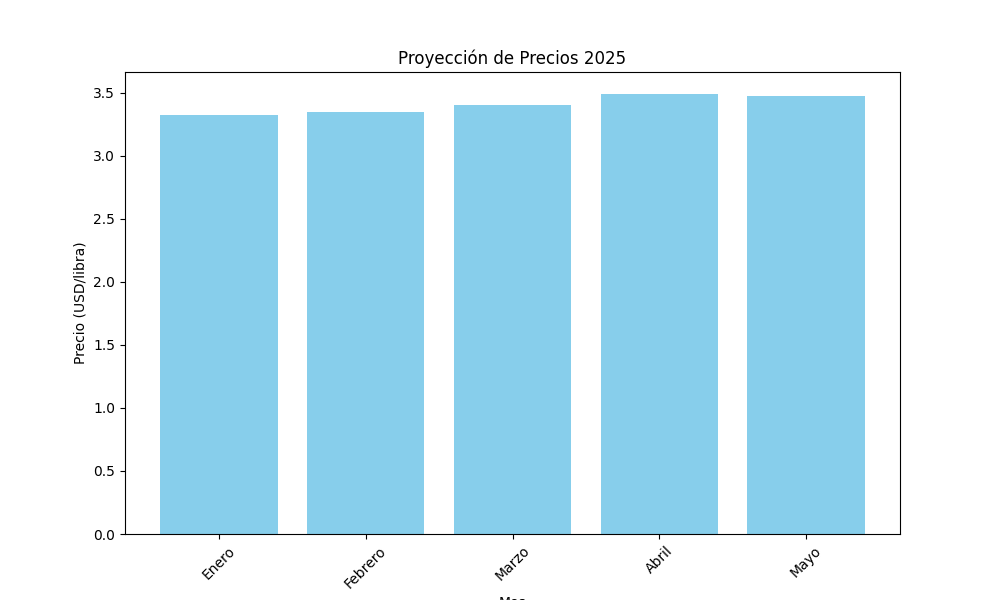 Proyección de Precios 2025
Precio (USD/libra)
3.5
3.0
2.5
2.0
1.5
1.0
0.5
0.0
Enero
Febrero
Marzo
Abril
Mayo